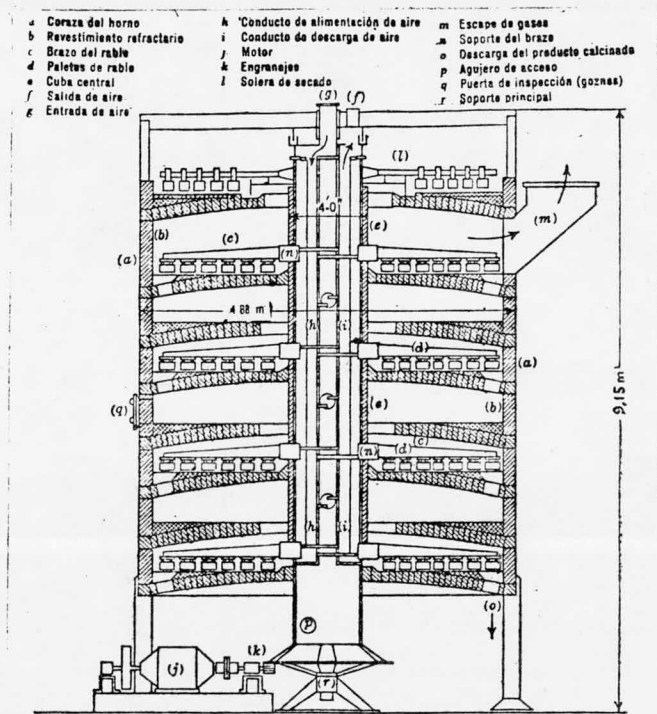 a Coraza del horno
b Revestimiento refractario
c Brazo del rable
d Paletas de rable
e Cuba central
f Salida de aire
g Entrada de aire
h Conducto de alimentación de aire
i Conducto de descarga de aire
j Motor
k Engranajes
l Solera de secado
m Escape de gases
n Soporte del brazo
o Descarga del producto calcinado
p Agujero de acceso
q Puerta de inspección (goznes)
r Soporte principal
(g) (f)
(l)
4'-0"
(e)
(m)
(b) (c)
(n)
(a)
4 88 m
(h) (i)
(d)
(a)
(q)
(e)
(b)
9,15 m
(c)
(n) (d)
(h) (i)
(o)
(p)
(k)
(j)
(r)